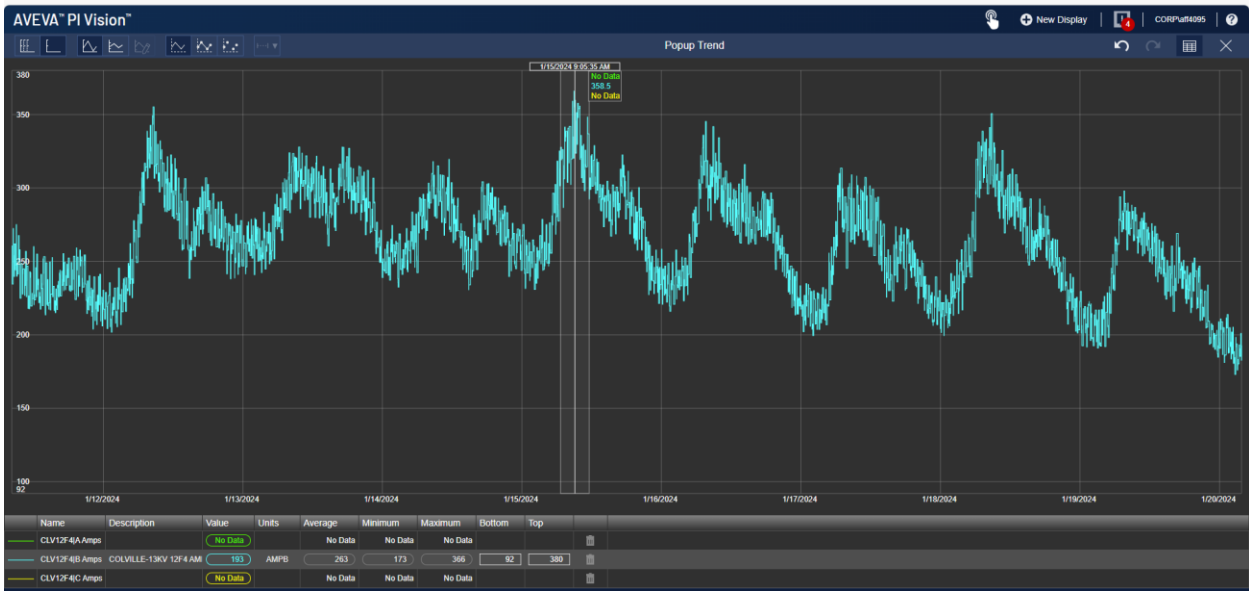 AVEVA™ PI Vision™
New Display
4
CORP\aff4095
Popup Trend
380
350
300
250
200
150
100
92
1/15/2024 9:05:35 AM
No Data
358.5
No Data
1/12/2024 1/13/2024 1/14/2024 1/15/2024 1/16/2024 1/17/2024 1/18/2024 1/19/2024 1/20/2024
Name Description Value Units Average Minimum Maximum Bottom Top
CLV12F4|A Amps No Data No Data No Data No Data
CLV12F4|B Amps COLVILLE-13KV 12F4 AM 193 AMPB 263 173 366 92 380
CLV12F4|C Amps No Data No Data No Data No Data